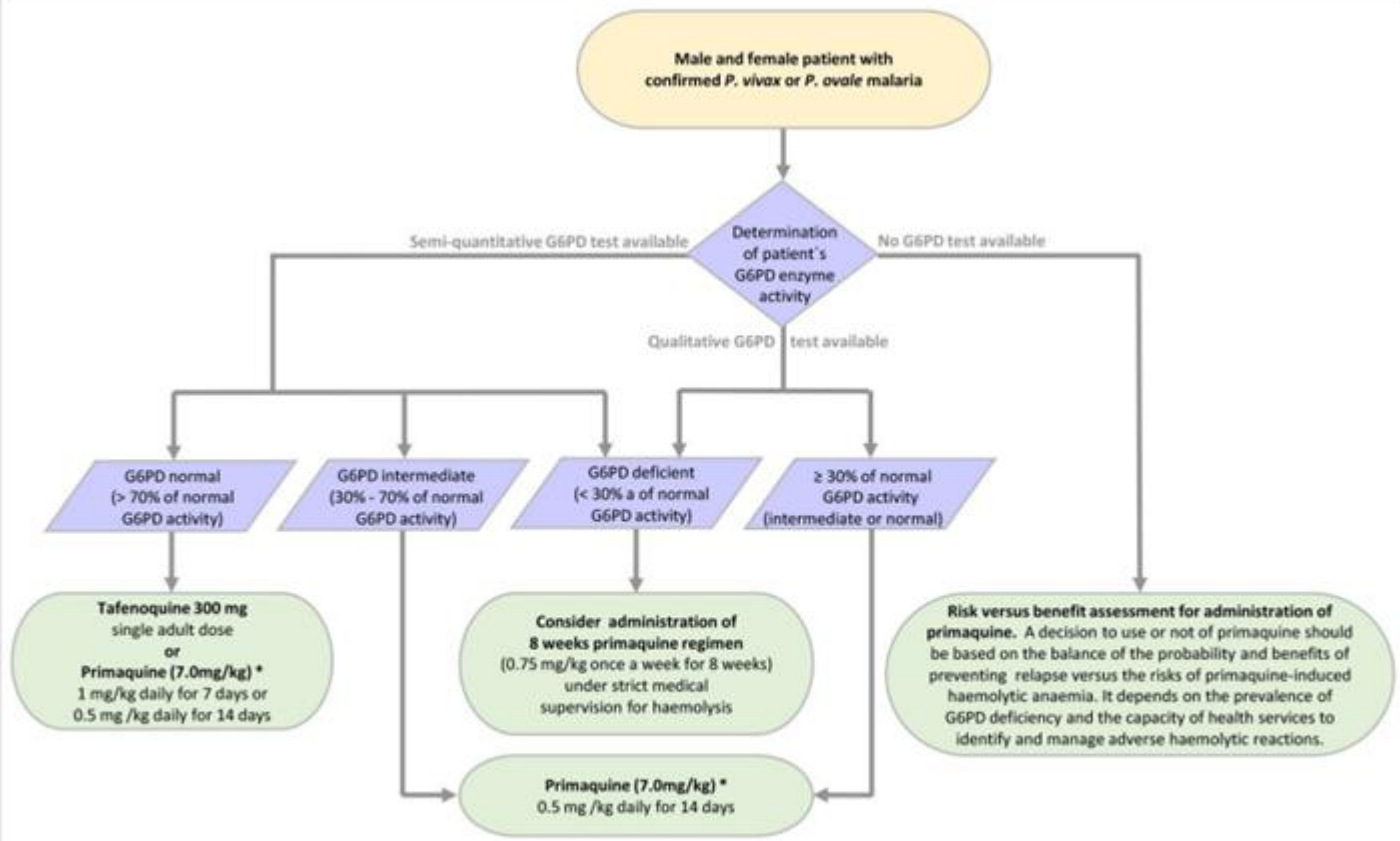 Male and female patient with
confirmed P. vivax or P. ovale malaria
Determination
of patient´s
G6PD enzyme
activity
Semi-quantitative G6PD test available
No G6PD test available
Qualitative G6PD test available
G6PD normal
(> 70% of normal
G6PD activity)
G6PD intermediate
(30% - 70% of normal
G6PD activity)
G6PD deficient
(< 30% a of normal
G6PD activity)
≥ 30% of normal
G6PD activity
(intermediate or normal)
Tafenoquine 300 mg
single adult dose
or
Primaquine (7.0mg/kg) *
1 mg/kg daily for 7 days or
0.5 mg /kg daily for 14 days
Consider administration of
8 weeks primaquine regimen
(0.75 mg/kg once a week for 8 weeks)
under strict medical
supervision for haemolysis
Risk versus benefit assessment for administration of
primaquine. A decision to use or not of primaquine should
be based on the balance of the probability and benefits of
preventing relapse versus the risks of primaquine-induced
haemolytic anaemia. It depends on the prevalence of
G6PD deficiency and the capacity of health services to
identify and manage adverse haemolytic reactions.
Primaquine (7.0mg/kg) *
0.5 mg /kg daily for 14 days